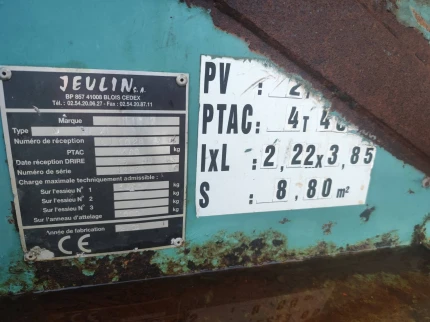 JEULIN S.A.
BP 857 41008 BLOIS CEDEX
Tél. : 02.54.20.06.27 - Fax : 02.54.20.87.11
Marque
Type
Numéro de réception
PTAC kg
Date réception DRIRE
Numéro de série
Charge maximale techniquement admissible :
Sur l'essieu N° 1 kg
Sur l'essieu N° 2 kg
Sur l'essieu N° 3 kg
Sur l'anneau d'attelage kg
Année de fabrication
CE
PV : 2,
PTAC: 4T 4
IxL : 2,22x3,85
S : 8,80 m²